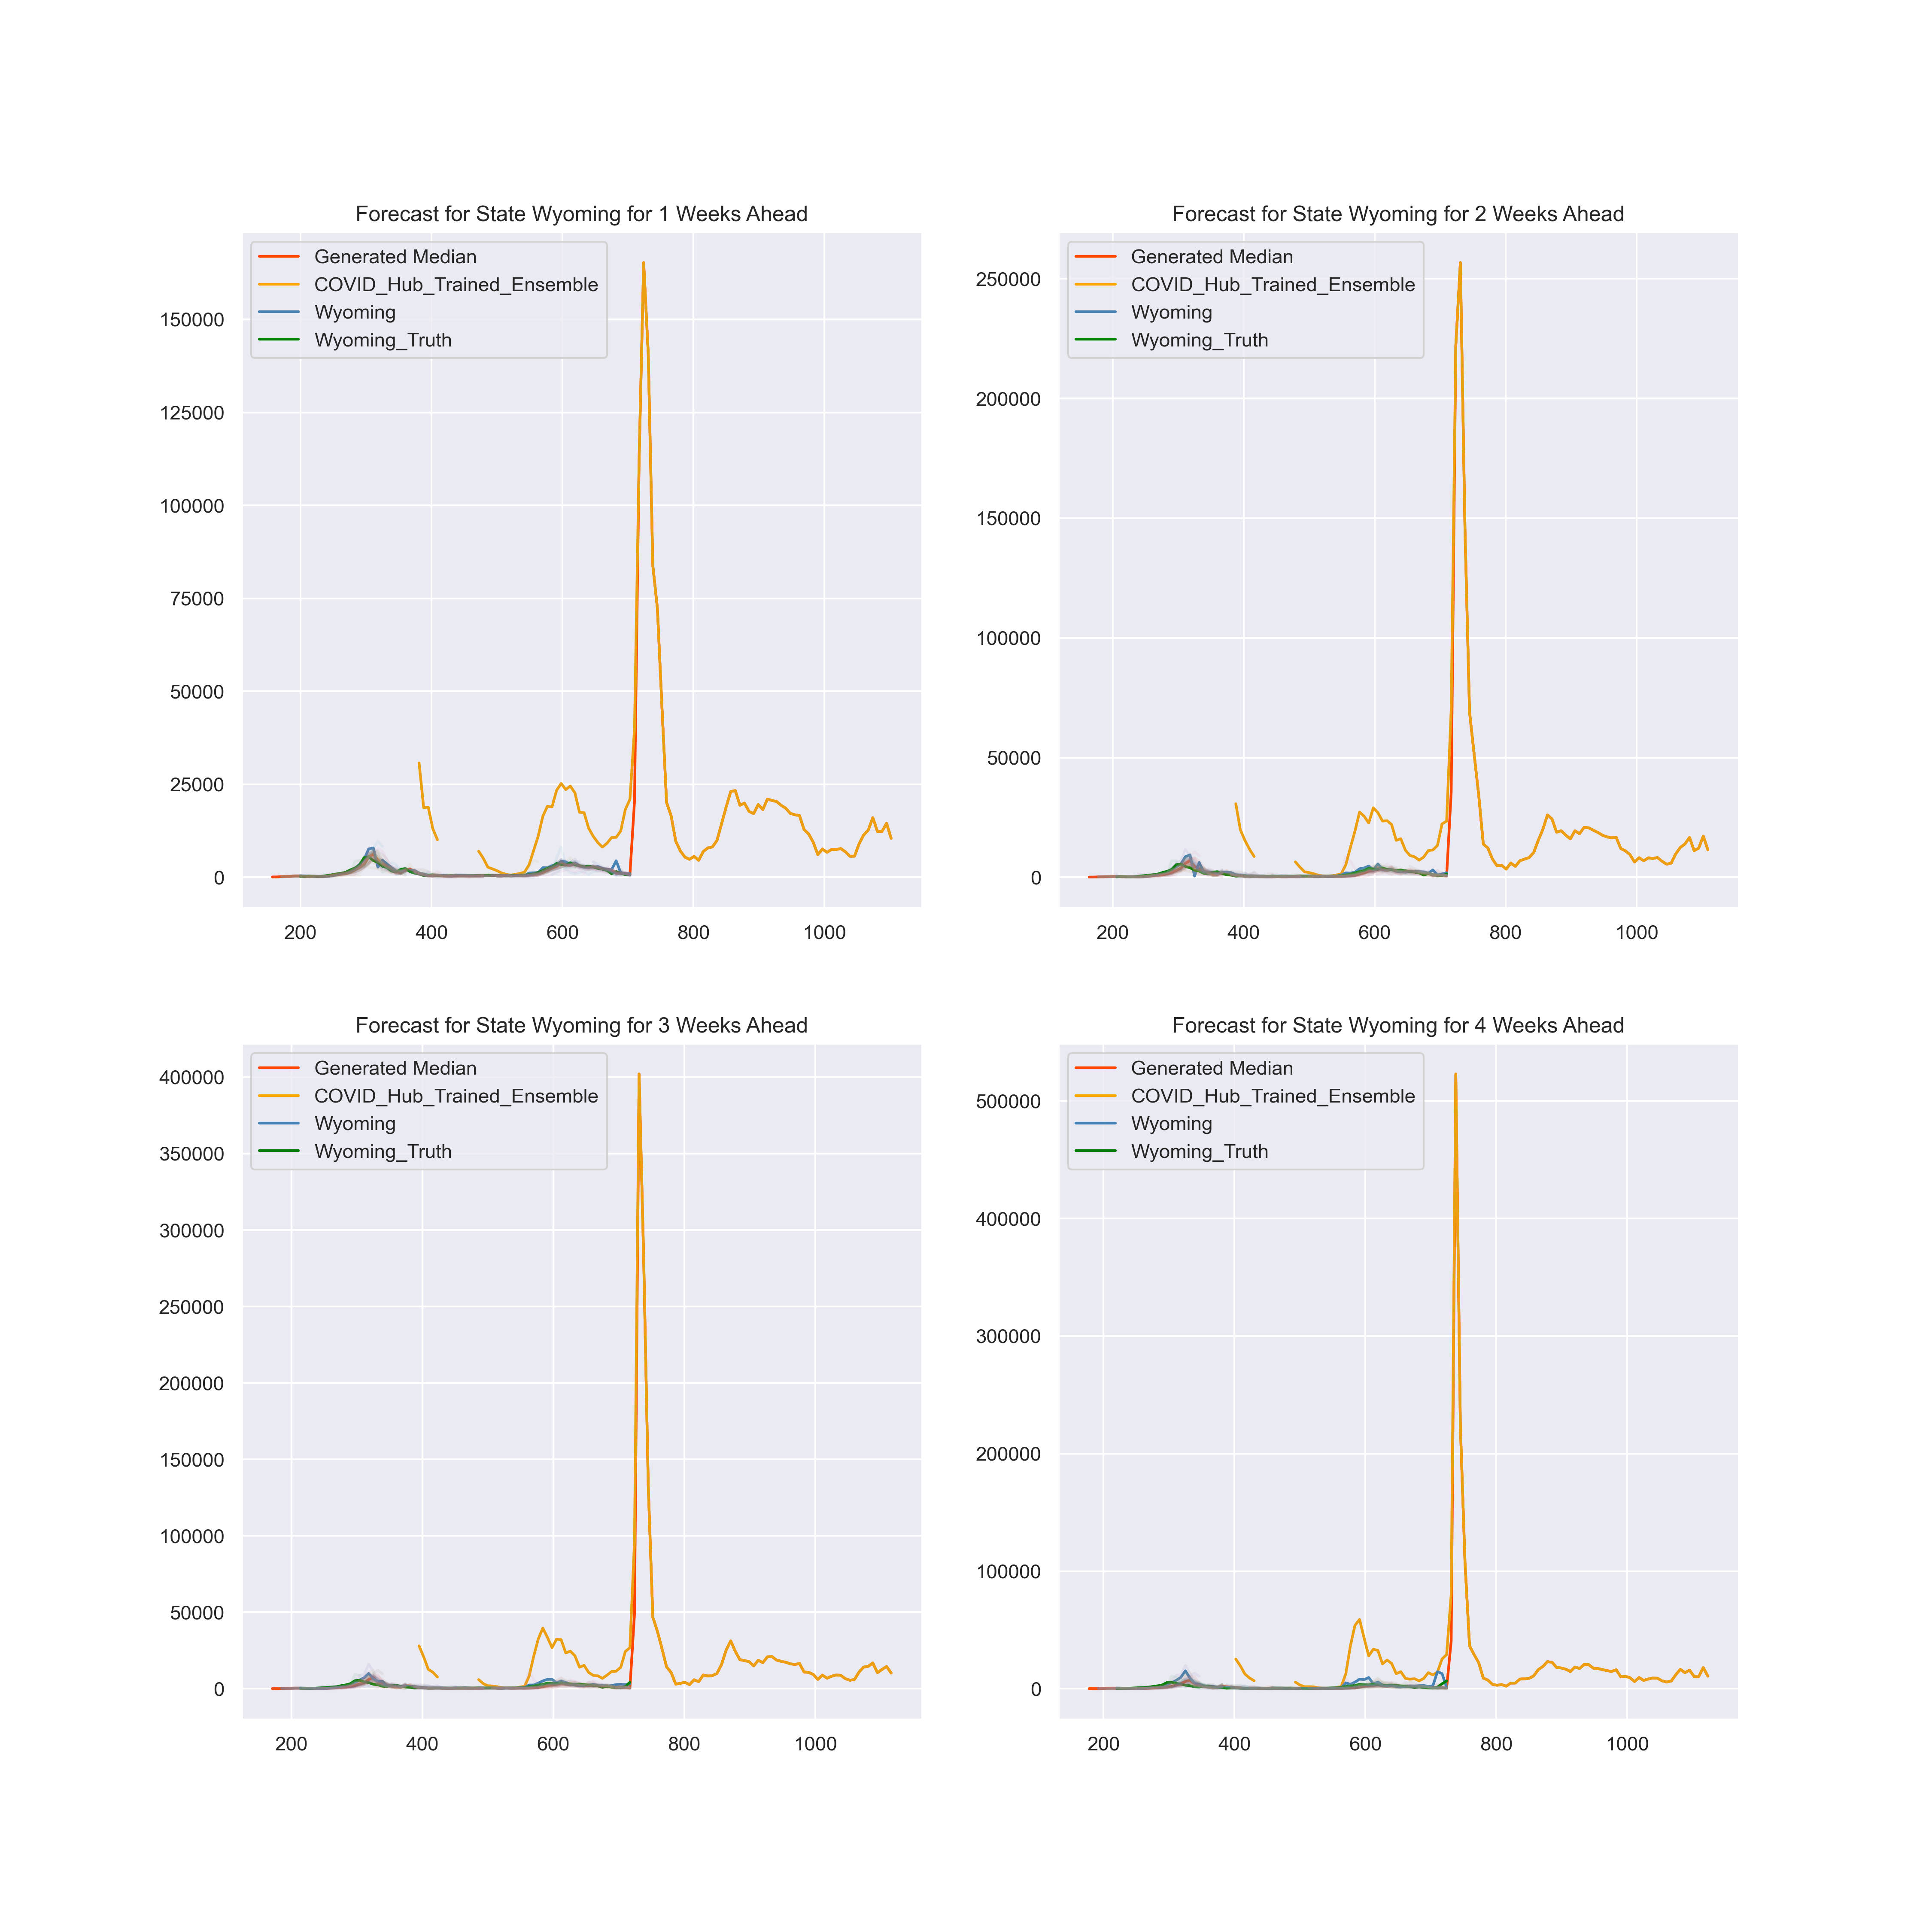 Forecast for State Wyoming for 1 Weeks Ahead
Generated Median
COVID_Hub_Trained_Ensemble
Wyoming
Wyoming_Truth
150000
125000
100000
75000
50000
25000
0
200 400 600 800 1000
Forecast for State Wyoming for 2 Weeks Ahead
Generated Median
COVID_Hub_Trained_Ensemble
Wyoming
Wyoming_Truth
250000
200000
150000
100000
50000
0
200 400 600 800 1000
Forecast for State Wyoming for 3 Weeks Ahead
Generated Median
COVID_Hub_Trained_Ensemble
Wyoming
Wyoming_Truth
400000
350000
300000
250000
200000
150000
100000
50000
0
200 400 600 800 1000
Forecast for State Wyoming for 4 Weeks Ahead
Generated Median
COVID_Hub_Trained_Ensemble
Wyoming
Wyoming_Truth
500000
400000
300000
200000
100000
0
200 400 600 800 1000